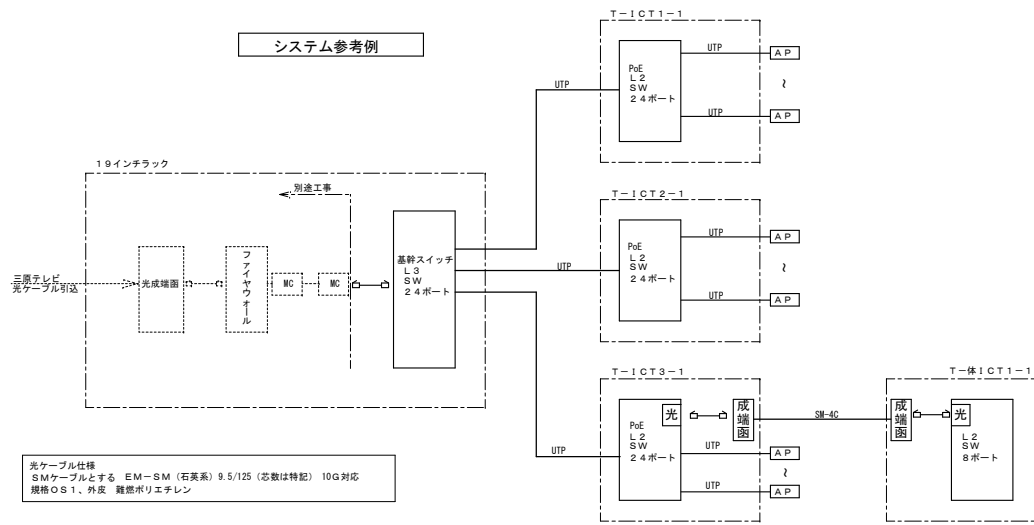 システム参考例
19インチラック
別途工事
三原テレビ
光ケーブル引込
光成端函
ファイヤウォール
MC
MC
基幹スイッチ
L3
SW
24ポート
UTP
UTP
UTP
T-ICT1-1
PoE
L2
SW
24ポート
UTP
AP
~
UTP
AP
T-ICT2-1
PoE
L2
SW
24ポート
UTP
AP
~
UTP
AP
T-ICT3-1
PoE
L2
SW
24ポート
光
成端函
UTP
AP
~
UTP
AP
SM-4C
T-体ICT1-1
成端函
光
L2
SW
8ポート
光ケーブル仕様
SMケーブルとする EM-SM(石英系)9.5/125(芯数は特記) 10G対応
規格OS1、外皮 難燃ポリエチレン